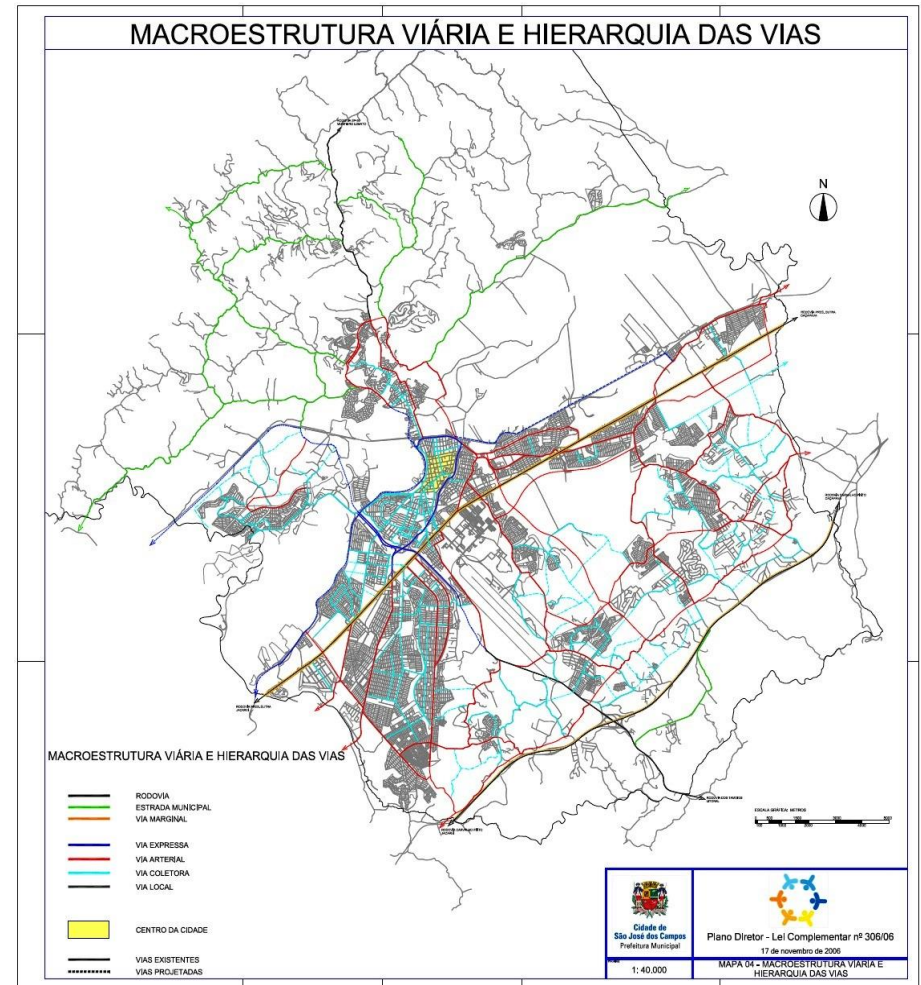 MACROESTRUTURA VIÁRIA E HIERARQUIA DAS VIAS
N
MACROESTRUTURA VIÁRIA E HIERARQUIA DAS VIAS
RODOVIA
ESTRADA MUNICIPAL
VIA MARGINAL
VIA EXPRESSA
VIA ARTERIAL
VIA COLETORA
VIA LOCAL
CENTRO DA CIDADE
VIAS EXISTENTES
VIAS PROJETADAS
ESCALA GRÁFICA: METROS
Cidade de
São José dos Campos
Prefeitura Municipal
1: 40.000
Plano Diretor - Lei Complementar nº 306/06
17 de novembro de 2006
MAPA 04 - MACROESTRUTURA VIÁRIA E
HIERARQUIA DAS VIAS